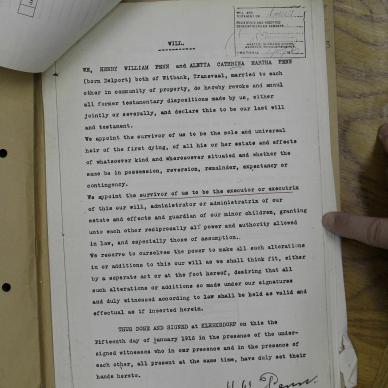 WILL.
WE, HENRY WILLIAM PENN and ALETTA CATHERINA MARTHA PENN
(born Delport) both of Witbank, Transvaal, married to each
other in community of property, do hereby revoke and annul
all former testamentary dispositions made by us, either
jointly or severally, and declare this to be our last will
and testament.
We appoint the survivor of us to be the sole and universal
heir of the first dying, of all his or her estate and effects
of whatsoever kind and wheresoever situated and whether the
same be in possession, reversion, remainder, expectancy or
contingency.
We appoint the survivor of us to be the executor or executrix
of this our will, administrator or administratrix of our
estate and effects and guardian of our minor children, granting
unto each other reciprocally all power and authority allowed
in law, and especially those of assumption.
We reserve to ourselves the power to make all such alterations
in or additions to this our will as we shall think fit, either
by a separate act or at the foot hereof, desiring that all
such alterations or additions so made under our signatures
and duly witnessed according to law shall be held as valid and
effectual as if inserted herein.
THUS DONE AND SIGNED at KLERKSDORP on this the
Fifteenth day of january 1910 in the presence of the under-
signed witnesses who in our presence and in the presence of
each other, all present at the same time, have duly set their
hands hereto.
H W Penn.